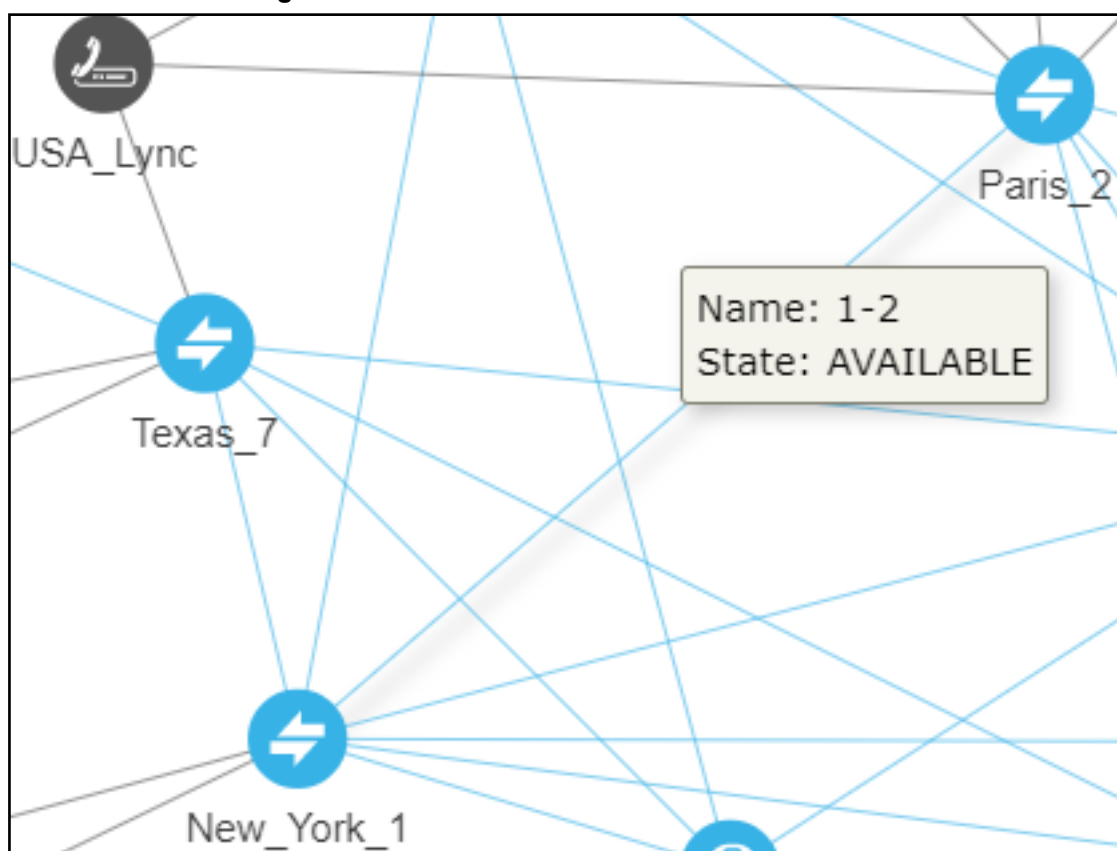 USA_Lync
Paris_2
Name: 1-2
State: AVAILABLE
Texas_7
New_York_1